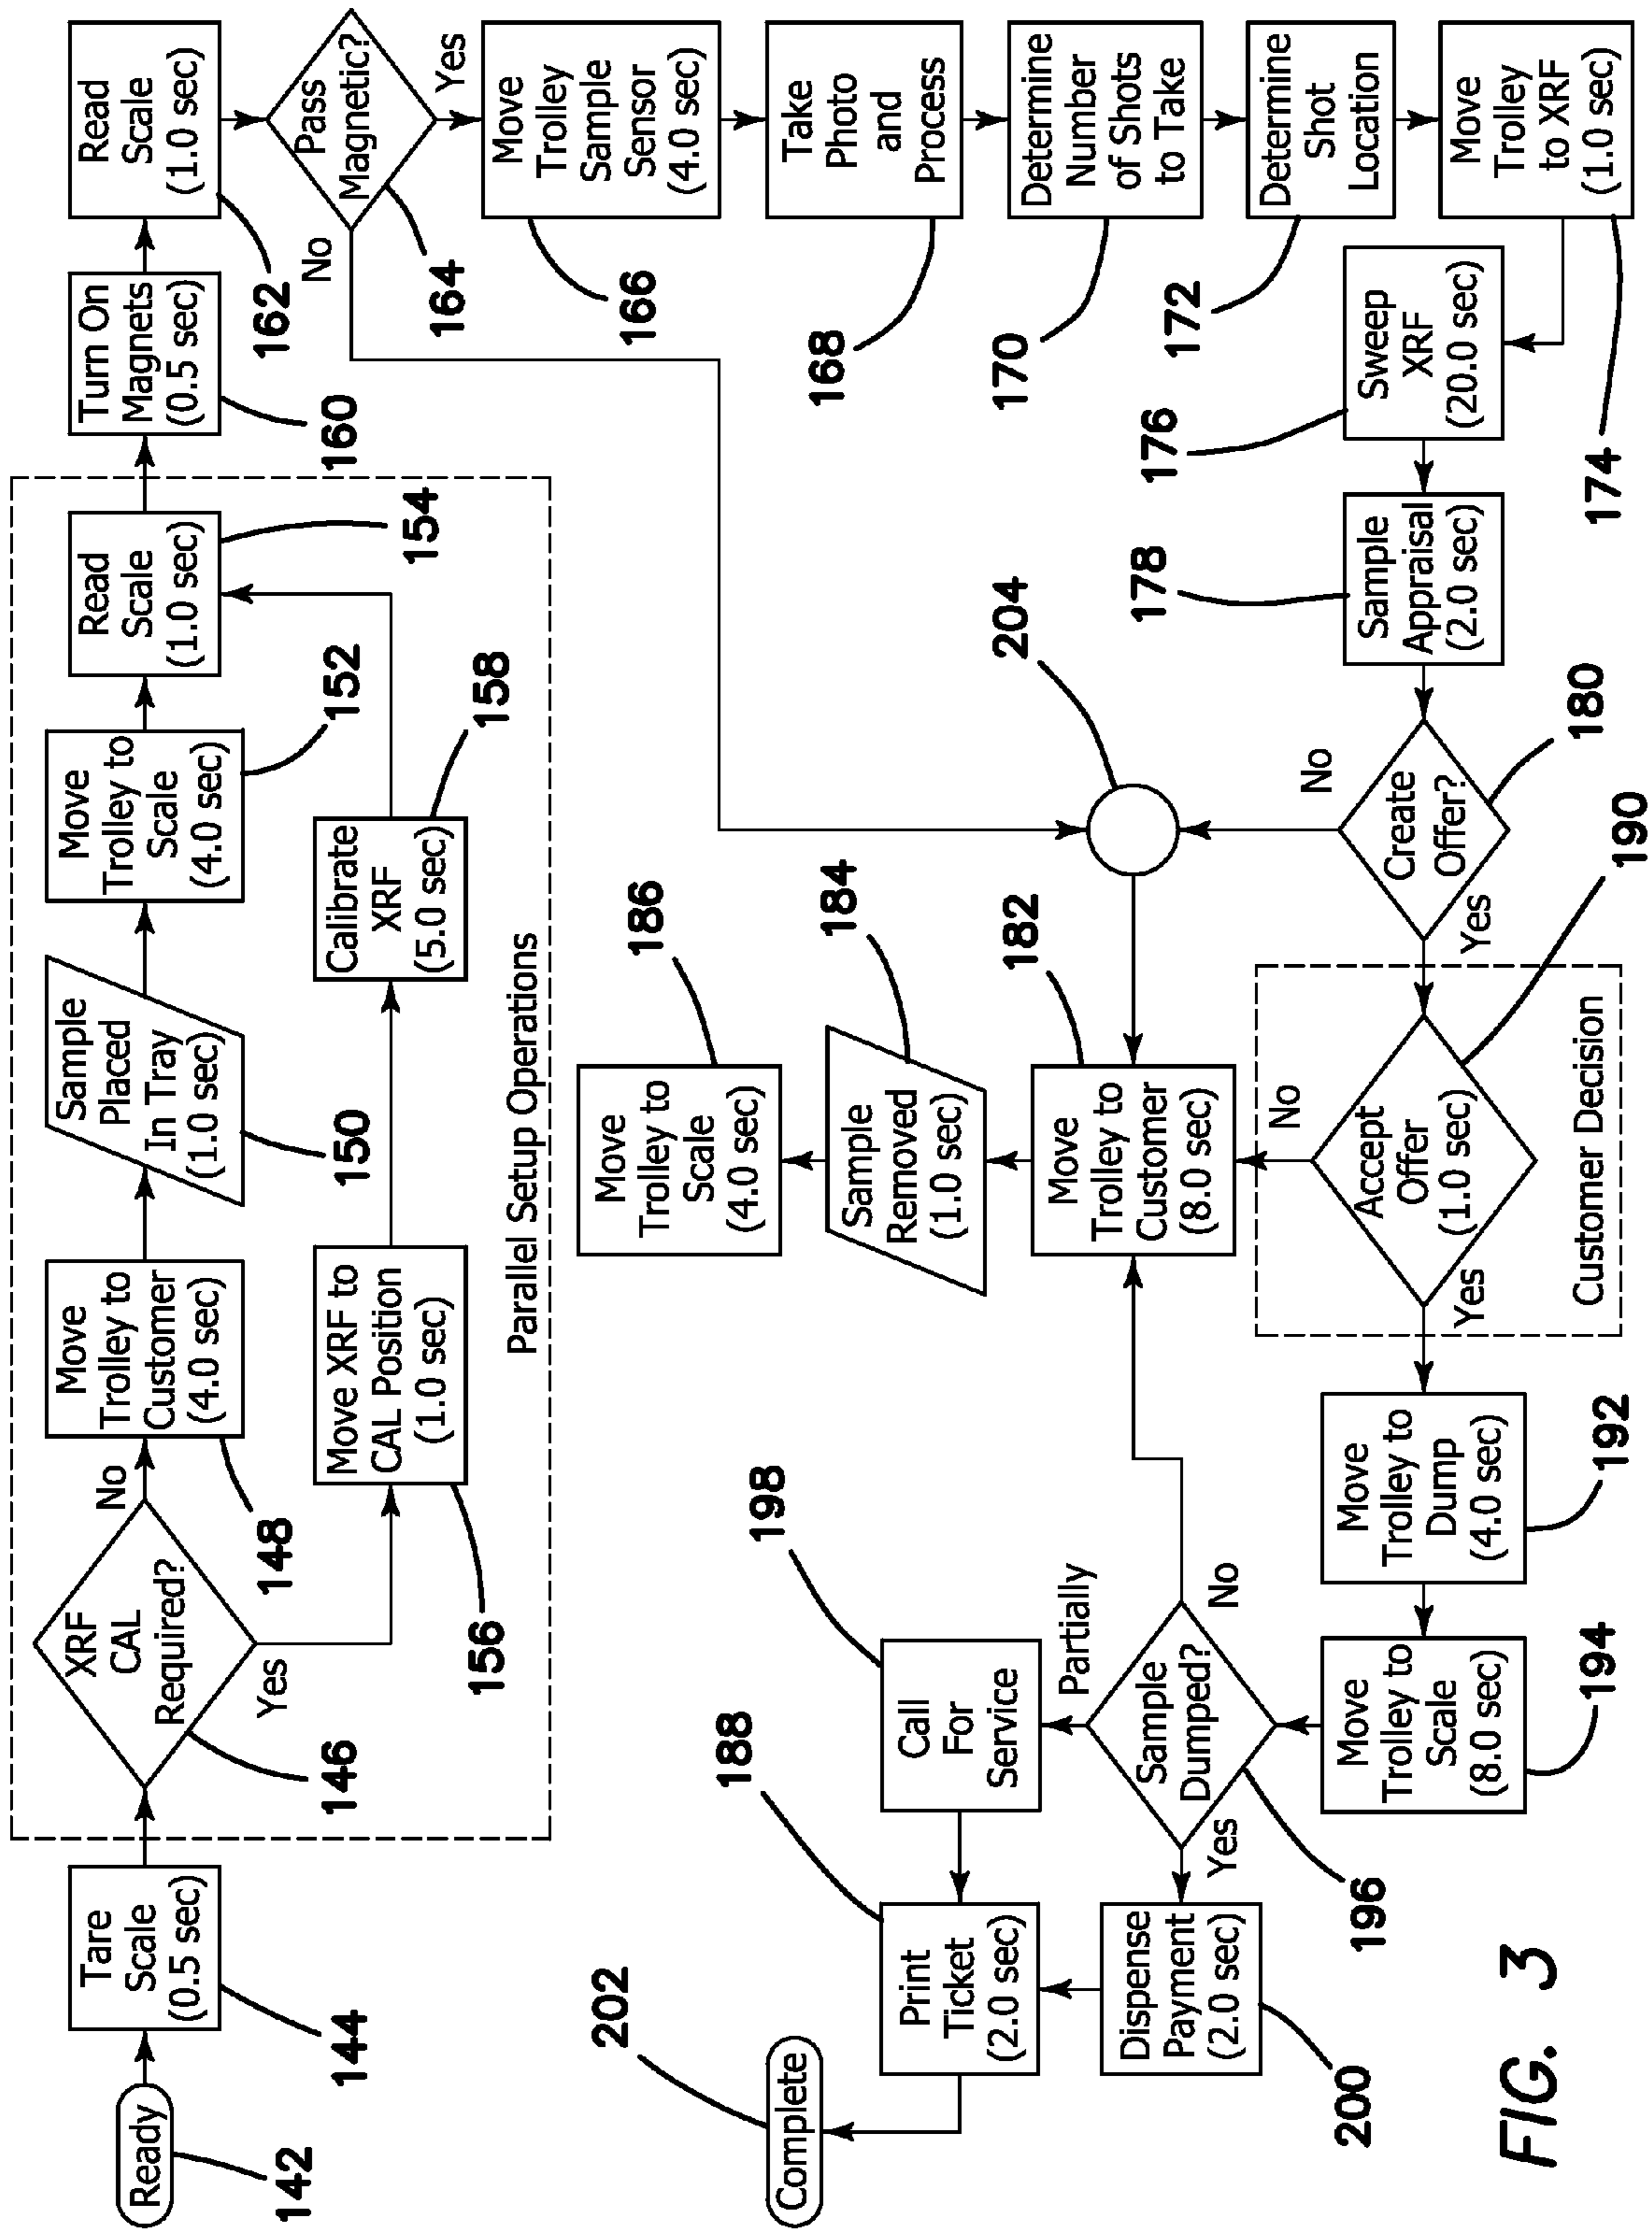 Ready
142
Tare
Scale
(0.5 sec)
144
XRF
CAL
Required?
146
No
Yes
Move
Trolley to
Customer
(4.0 sec)
148
Sample
Placed
In Tray
(1.0 sec)
150
Move
Trolley to
Scale
(4.0 sec)
152
Read
Scale
(1.0 sec)
154
Move XRF to
CAL Position
(1.0 sec)
156
Calibrate
XRF
(5.0 sec)
158
Parallel Setup Operations
Turn On
Magnets
(0.5 sec)
160
Read
Scale
(1.0 sec)
162
Pass
Magnetic?
164
No
Yes
Move
Trolley
Sample
Sensor
(4.0 sec)
166
Take
Photo
and
Process
168
Determine
Number
of Shots
to Take
170
Determine
Shot
Location
172
Move
Trolley
to XRF
(1.0 sec)
174
Sweep
XRF
(20.0 sec)
176
Sample
Appraisal
(2.0 sec)
178
Create
Offer?
180
No
Yes
204
Accept
Offer
(1.0 sec)
190
No
Yes
Customer Decision
Move
Trolley to
Customer
(8.0 sec)
182
Sample
Removed
(1.0 sec)
184
Move
Trolley to
Scale
(4.0 sec)
186
Move
Trolley to
Dump
(4.0 sec)
192
Move
Trolley to
Scale
(8.0 sec)
194
Sample
Dumped?
196
Partially
No
Yes
Call
For
Service
198
Dispense
Payment
(2.0 sec)
200
Print
Ticket
(2.0 sec)
188
Complete
202
FIG. 3